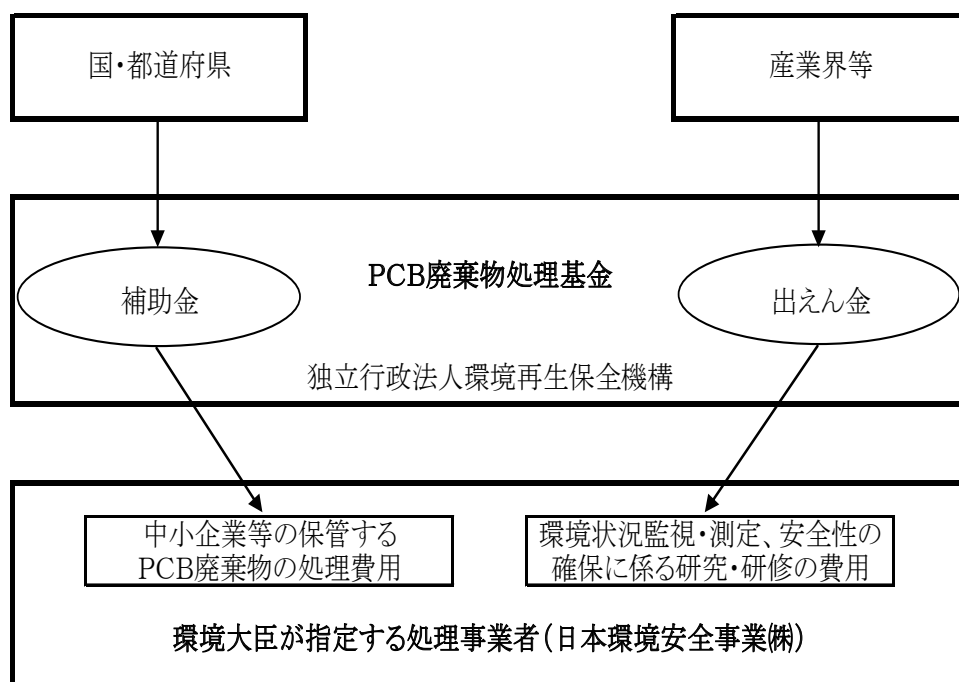 国・都道府県
産業界等
PCB廃棄物処理基金
補助金
出えん金
独立行政法人環境再生保全機構
中小企業等の保管する
PCB廃棄物の処理費用
環境状況監視・測定、安全性の
確保に係る研究・研修の費用
環境大臣が指定する処理事業者(日本環境安全事業㈱)